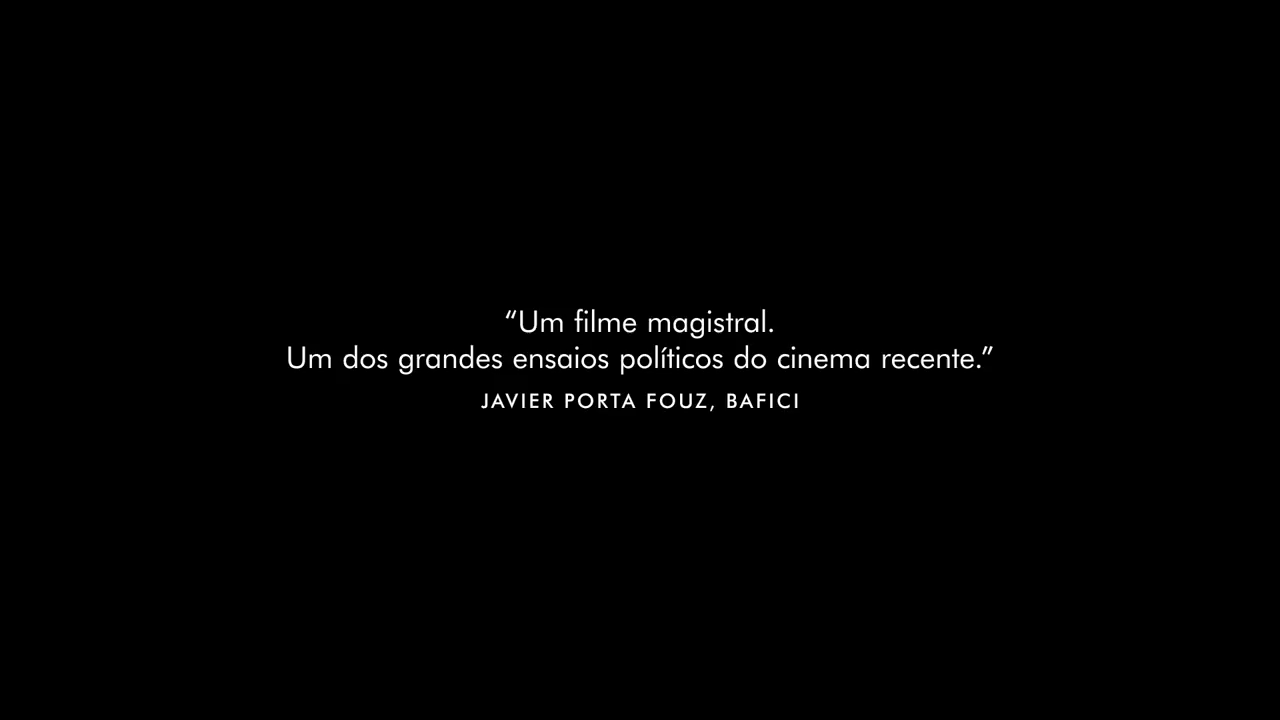 “Um filme magistral.
Um dos grandes ensaios políticos do cinema recente.”
JAVIER PORTA FOUZ, BAFICI